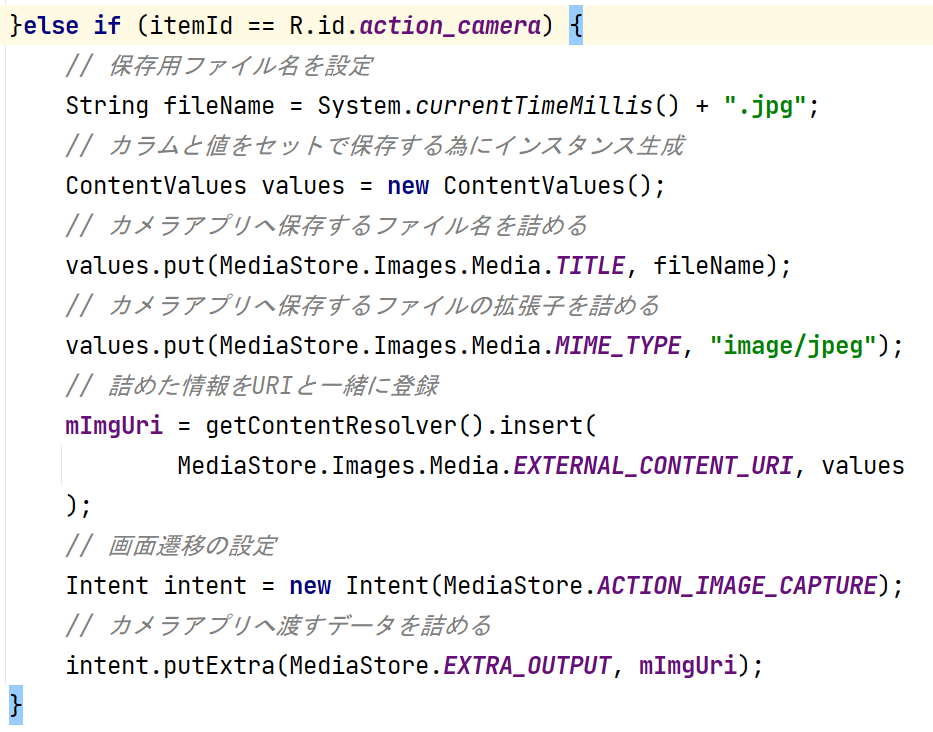 }else if (itemId == R.id.action_camera) {
// 保存用ファイル名を設定
String fileName = System.currentTimeMillis() + ".jpg";
// カラムと値をセットで保存する為にインスタンス生成
ContentValues values = new ContentValues();
// カメラアプリへ保存するファイル名を詰める
values.put(MediaStore.Images.Media.TITLE, fileName);
// カメラアプリへ保存するファイルの拡張子を詰める
values.put(MediaStore.Images.Media.MIME_TYPE, "image/jpeg");
// 詰めた情報をURIと一緒に登録
mImgUri = getContentResolver().insert(
MediaStore.Images.Media.EXTERNAL_CONTENT_URI, values
);
// 画面遷移の設定
Intent intent = new Intent(MediaStore.ACTION_IMAGE_CAPTURE);
// カメラアプリへ渡すデータを詰める
intent.putExtra(MediaStore.EXTRA_OUTPUT, mImgUri);
}